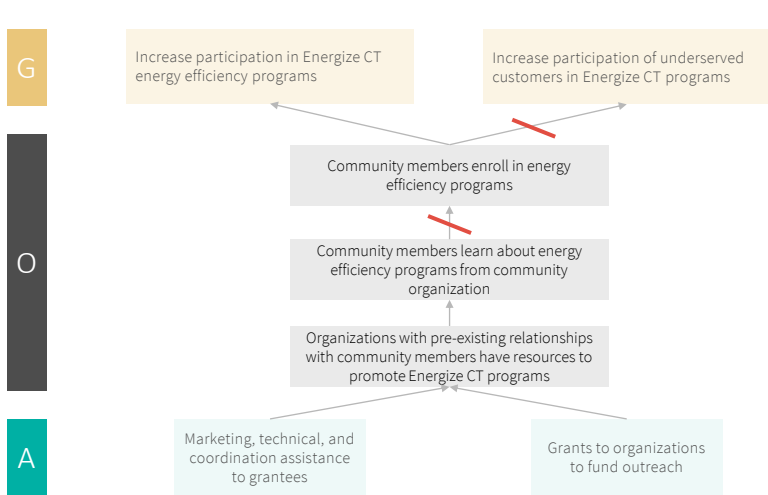 G
Increase participation in Energize CT
energy efficiency programs
Increase participation of underserved
customers in Energize CT programs
O
Community members enroll in energy
efficiency programs
Community members learn about energy
efficiency programs from community
organization
Organizations with pre-existing relationships
with community members have resources to
promote Energize CT programs
A
Marketing, technical, and
coordination assistance
to grantees
Grants to organizations
to fund outreach